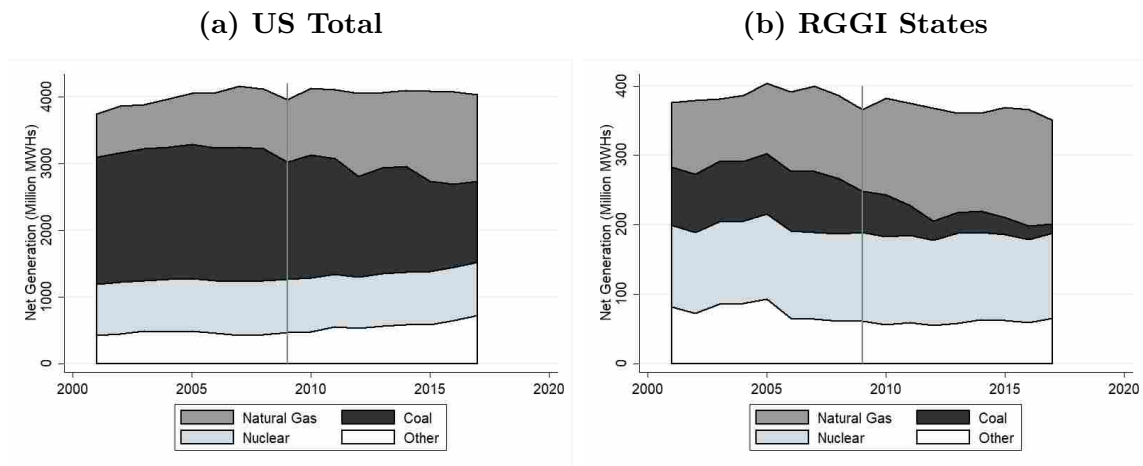 (a) US Total
Net Generation (Million MWHs)
4000
3000
2000
1000
0
2000 2005 2010 2015 2020
Natural Gas Coal
Nuclear Other
(b) RGGI States
Net Generation (Million MWHs)
400
300
200
100
0
2000 2005 2010 2015 2020
Natural Gas Coal
Nuclear Other